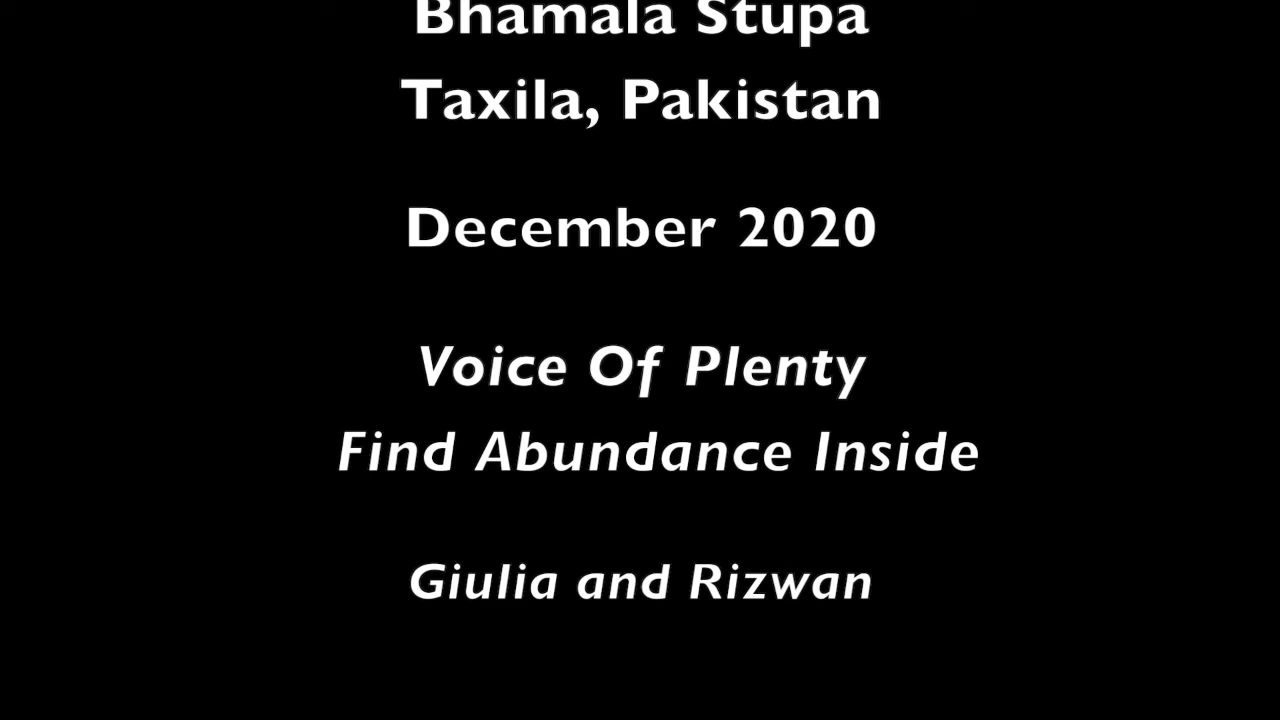 Bhamala Stupa
Taxila, Pakistan
December 2020
Voice Of Plenty
Find Abundance Inside
Giulia and Rizwan